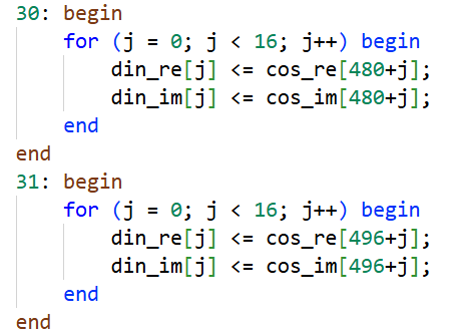 30: begin
    for (j = 0; j < 16; j++) begin
        din_re[j] <= cos_re[480+j];
        din_im[j] <= cos_im[480+j];
    end
end
31: begin
    for (j = 0; j < 16; j++) begin
        din_re[j] <= cos_re[496+j];
        din_im[j] <= cos_im[496+j];
    end
end